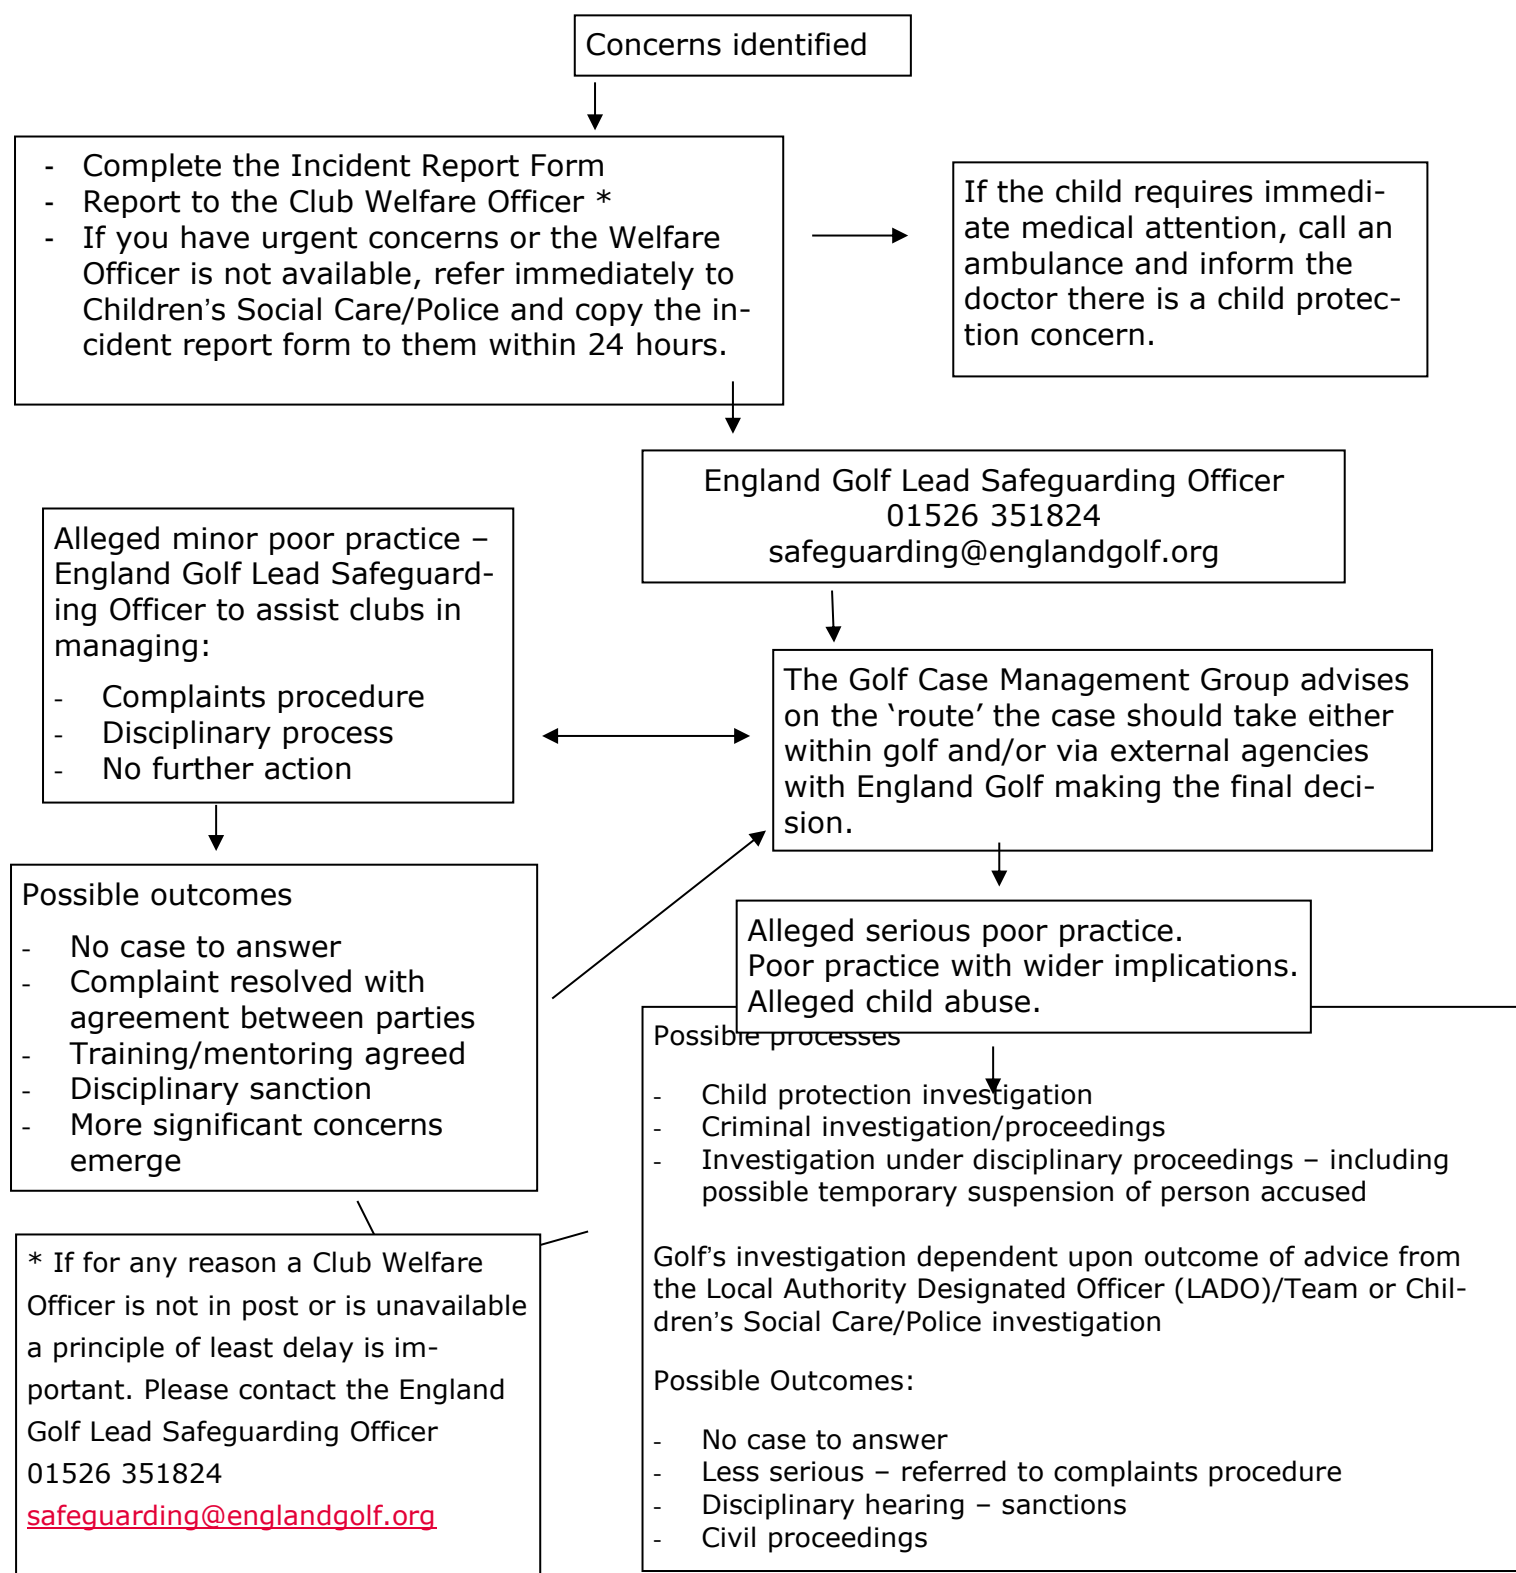 Concerns identified
- Complete the Incident Report Form
- Report to the Club Welfare Officer *
- If you have urgent concerns or the Welfare
Officer is not available, refer immediately to
Children’s Social Care/Police and copy the in-
cident report form to them within 24 hours.
If the child requires immedi-
ate medical attention, call an
ambulance and inform the
doctor there is a child protec-
tion concern.
England Golf Lead Safeguarding Officer
01526 351824
safeguarding@englandgolf.org
Alleged minor poor practice –
England Golf Lead Safeguard-
ing Officer to assist clubs in
managing:
- Complaints procedure
- Disciplinary process
- No further action
The Golf Case Management Group advises
on the ‘route’ the case should take either
within golf and/or via external agencies
with England Golf making the final deci-
sion.
Possible outcomes
- No case to answer
- Complaint resolved with
agreement between parties
- Training/mentoring agreed
- Disciplinary sanction
- More significant concerns
emerge
Alleged serious poor practice.
Poor practice with wider implications.
Alleged child abuse.
Possible processes
- Child protection investigation
- Criminal investigation/proceedings
- Investigation under disciplinary proceedings – including
possible temporary suspension of person accused
Golf’s investigation dependent upon outcome of advice from
the Local Authority Designated Officer (LADO)/Team or Chil-
dren’s Social Care/Police investigation
Possible Outcomes:
- No case to answer
- Less serious – referred to complaints procedure
- Disciplinary hearing – sanctions
- Civil proceedings
* If for any reason a Club Welfare
Officer is not in post or is unavailable
a principle of least delay is im-
portant. Please contact the England
Golf Lead Safeguarding Officer
01526 351824
safeguarding@englandgolf.org